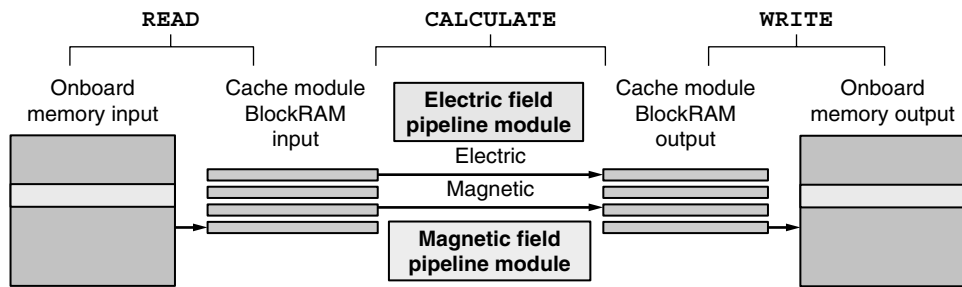 READ
CALCULATE
WRITE
Onboard
memory input
Cache module
BlockRAM
input
Electric field
pipeline module
Cache module
BlockRAM
output
Onboard
memory output
Electric
Magnetic
Magnetic field
pipeline module